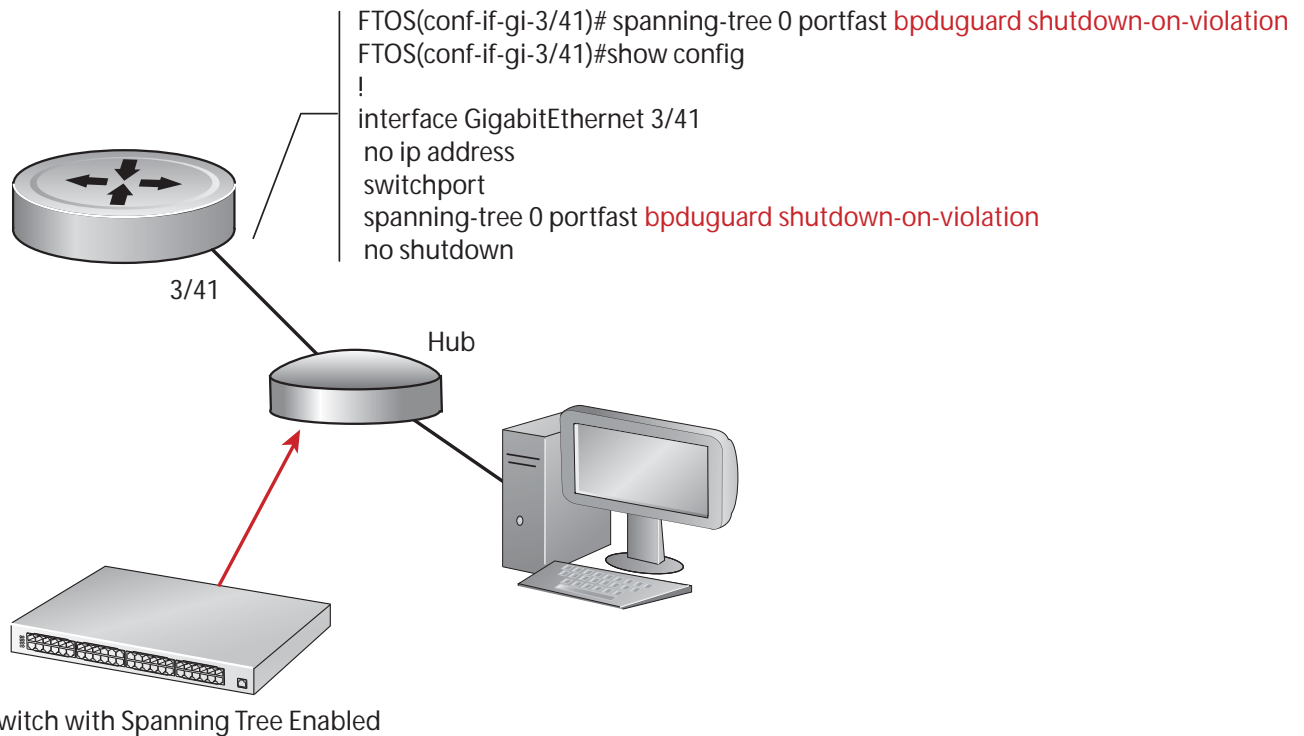 FTOS(conf-if-gi-3/41)# spanning-tree 0 portfast bpduguard shutdown-on-violation
FTOS(conf-if-gi-3/41)#show config
!
interface GigabitEthernet 3/41
no ip address
switchport
spanning-tree 0 portfast bpduguard shutdown-on-violation
no shutdown
3/41
Hub
witch with Spanning Tree Enabled